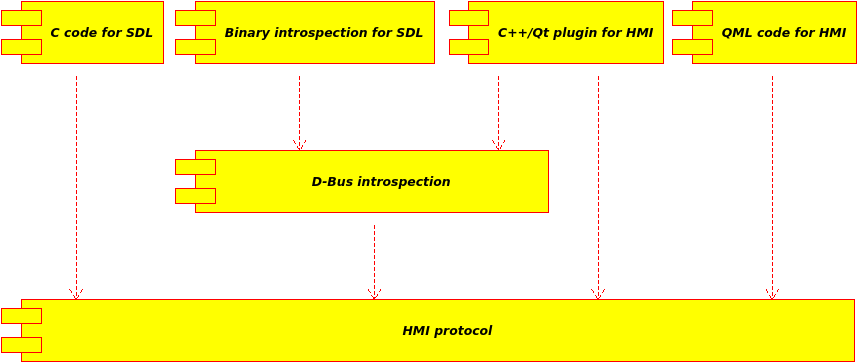 C code for SDL
Binary introspection for SDL
C++/Qt plugin for HMI
QML code for HMI
D-Bus introspection
HMI protocol